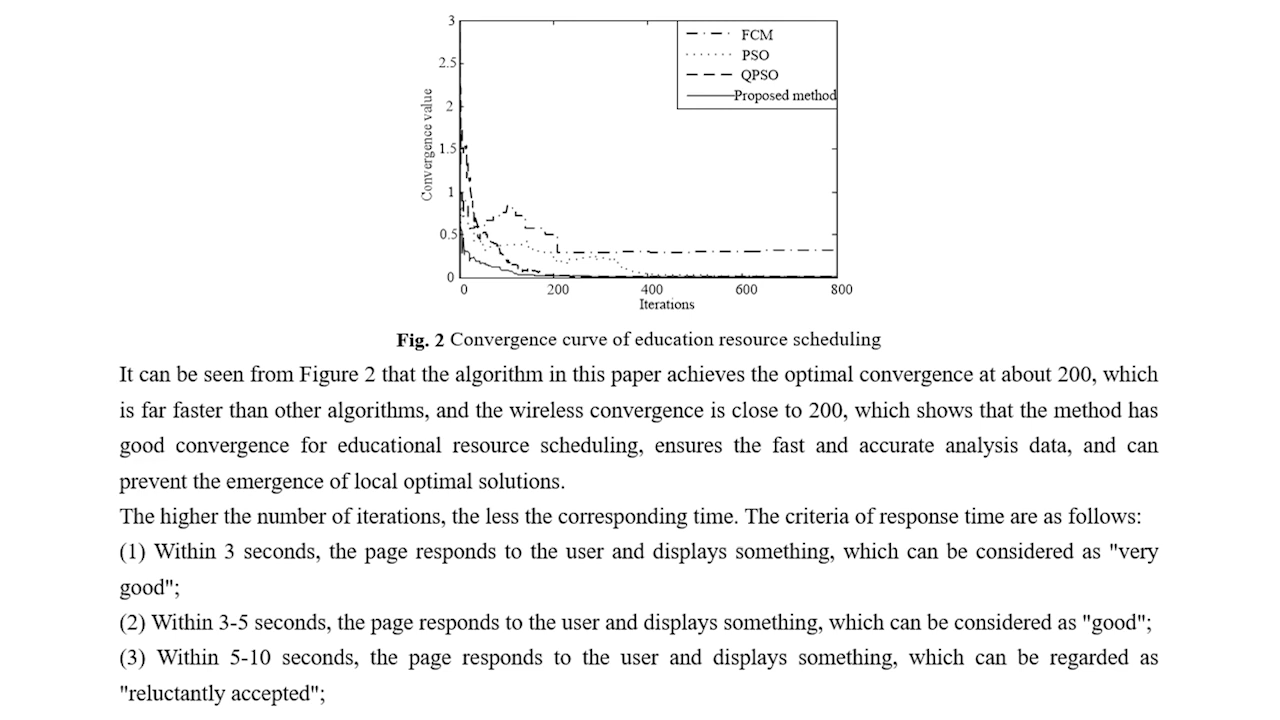 3
2.5
2
1.5
1
0.5
0
Convergence value
FCM
PSO
QPSO
Proposed method
0 200 400 600 800
Iterations
Fig. 2 Convergence curve of education resource scheduling
It can be seen from Figure 2 that the algorithm in this paper achieves the optimal convergence at about 200, which
is far faster than other algorithms, and the wireless convergence is close to 200, which shows that the method has
good convergence for educational resource scheduling, ensures the fast and accurate analysis data, and can
prevent the emergence of local optimal solutions.
The higher the number of iterations, the less the corresponding time. The criteria of response time are as follows:
(1) Within 3 seconds, the page responds to the user and displays something, which can be considered as "very
good";
(2) Within 3-5 seconds, the page responds to the user and displays something, which can be considered as "good";
(3) Within 5-10 seconds, the page responds to the user and displays something, which can be regarded as
"reluctantly accepted";